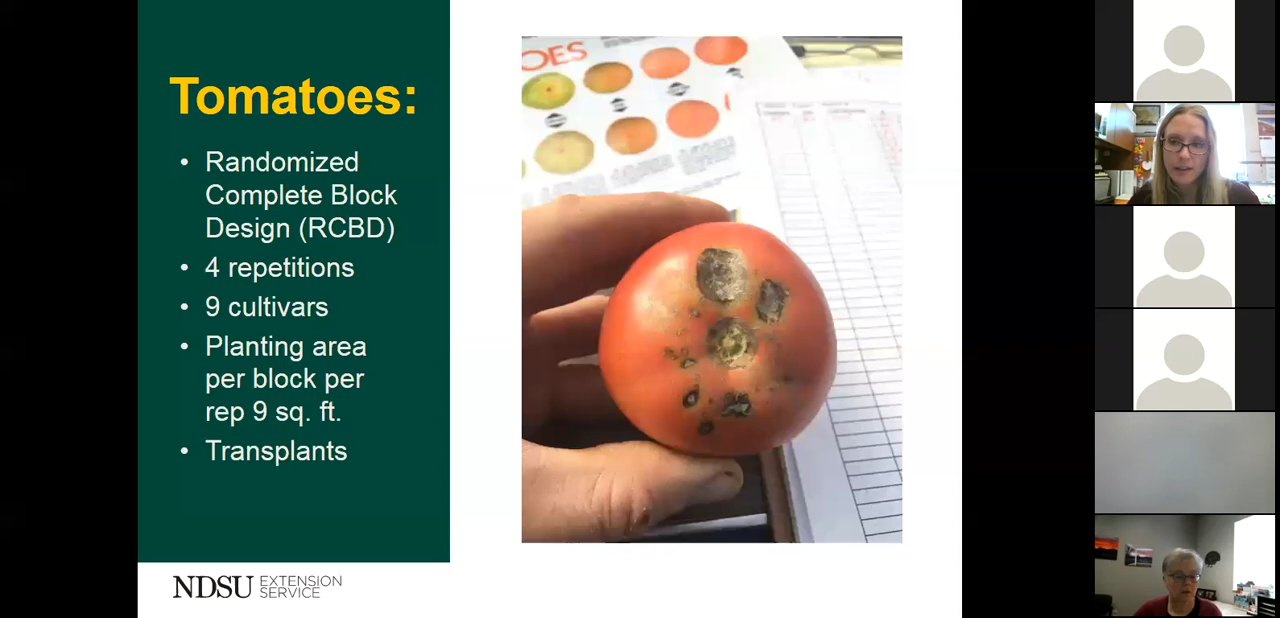 Tomatoes:
• Randomized
Complete Block
Design (RCBD)
• 4 repetitions
• 9 cultivars
• Planting area
per block per
rep 9 sq. ft.
• Transplants
NDSU EXTENSION
SERVICE
OES